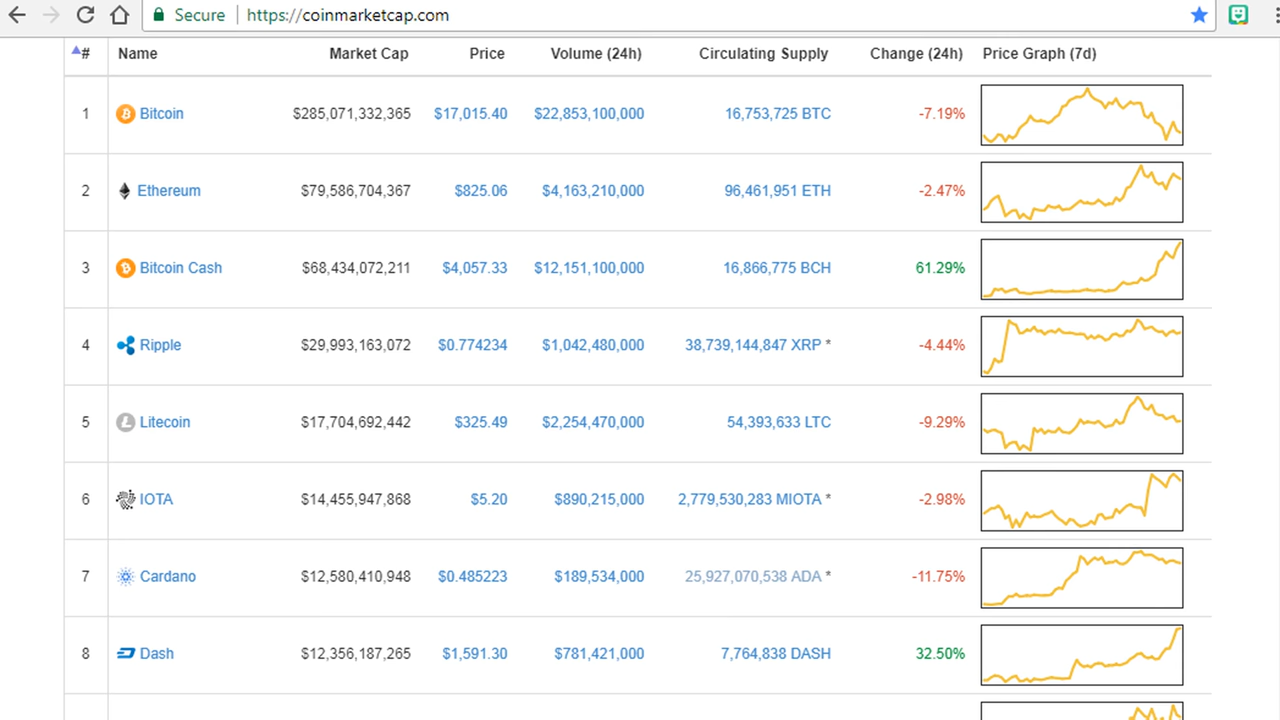 Secure https://coinmarketcap.com
# Name Market Cap Price Volume (24h) Circulating Supply Change (24h) Price Graph (7d)
1 Bitcoin $285,071,332,365 $17,015.40 $22,853,100,000 16,753,725 BTC -7.19%
2 Ethereum $79,586,704,367 $825.06 $4,163,210,000 96,461,951 ETH -2.47%
3 Bitcoin Cash $68,434,072,211 $4,057.33 $12,151,100,000 16,866,775 BCH 61.29%
4 Ripple $29,993,163,072 $0.774234 $1,042,480,000 38,739,144,847 XRP * -4.44%
5 Litecoin $17,704,692,442 $325.49 $2,254,470,000 54,393,633 LTC -9.29%
6 IOTA $14,455,947,868 $5.20 $890,215,000 2,779,530,283 MIOTA * -2.98%
7 Cardano $12,580,410,948 $0.485223 $189,534,000 25,927,070,538 ADA * -11.75%
8 Dash $12,356,187,265 $1,591.30 $781,421,000 7,764,838 DASH 32.50%